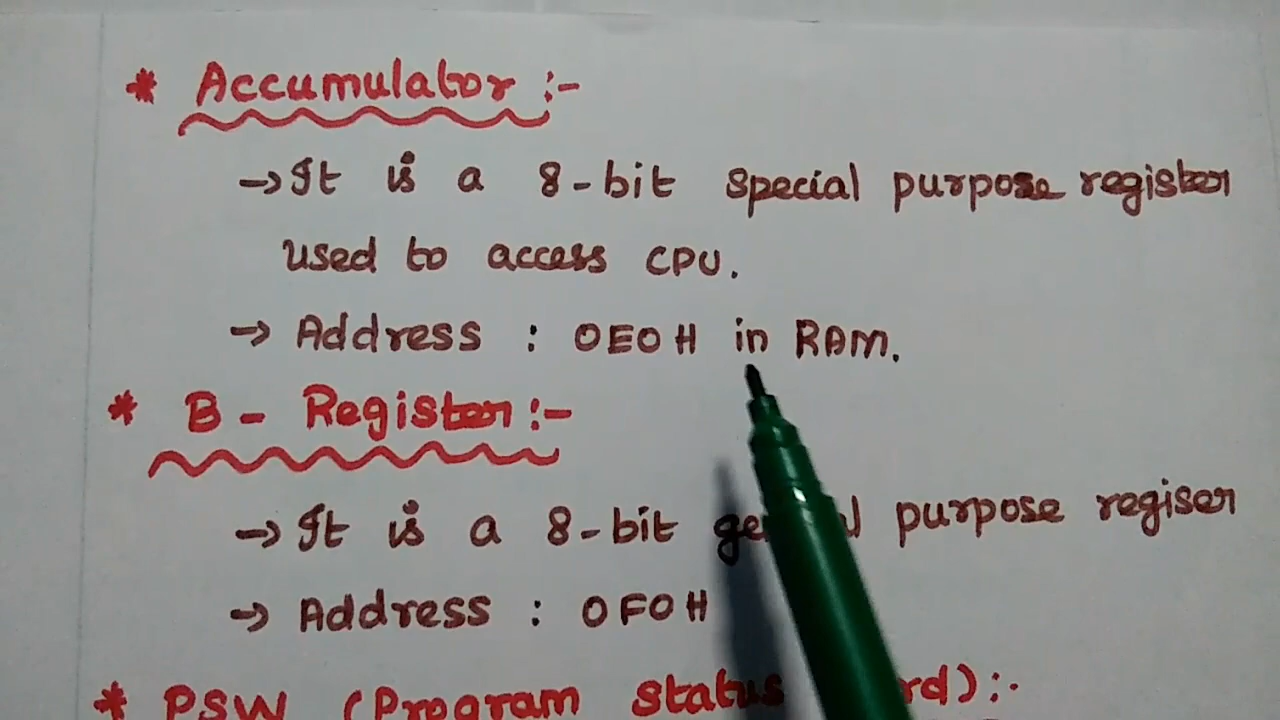 * Accumulator :-
→ It is a 8-bit special purpose register
used to access CPU.
→ Address : 0E0H in RAM.
* B - Register :-
→ It is a 8-bit purpose regiser
→ Address : 0F0H
* PSW (Program Status